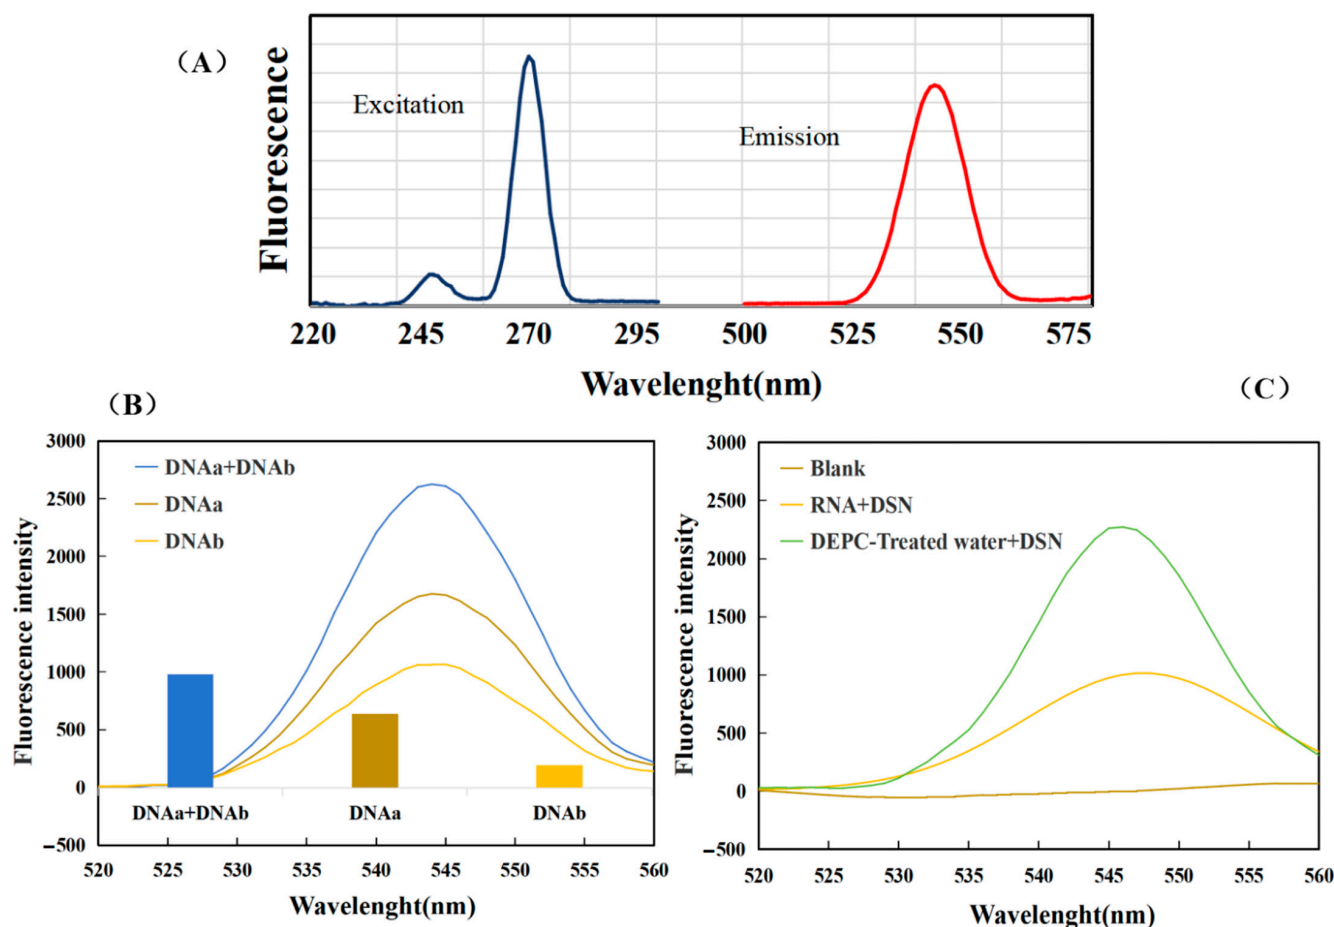 （A）
Fluorescence
Excitation
Emission
220 245 270 295 500 525 550 575
Wavelenght(nm)
（B）
Fluorescence intensity
3000
2500
2000
1500
1000
500
0
−500
DNAa+DNAb
DNAa
DNAb
DNAa+DNAb DNAa DNAb
520 525 530 535 540 545 550 555 560
Wavelenght(nm)
（C）
Fluorescence intensity
3000
2500
2000
1500
1000
500
0
−500
Blank
RNA+DSN
DEPC-Treated water+DSN
520 525 530 535 540 545 550 555 560
Wavelenght(nm)